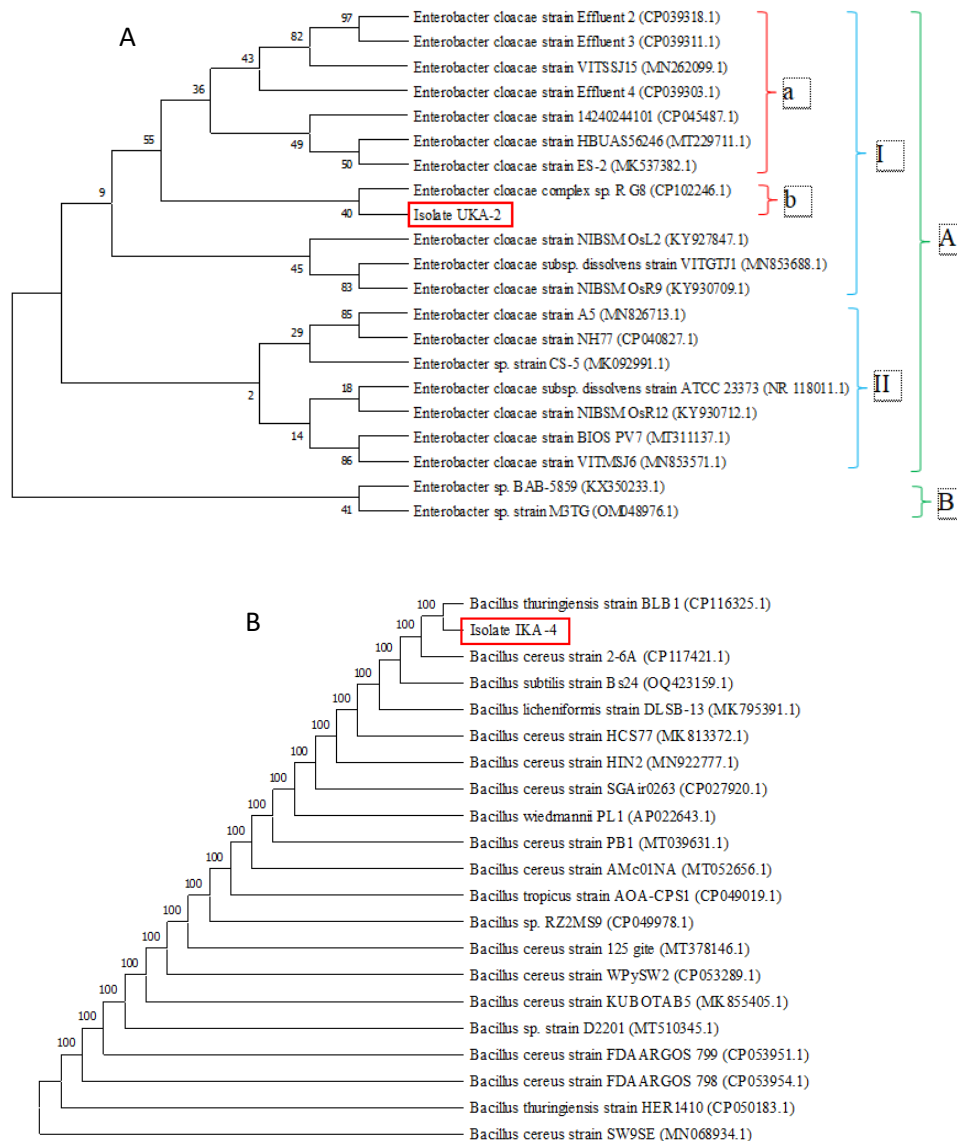 A
97
Enterobacter cloacae strain Effluent 2 (CP039318.1)
82
Enterobacter cloacae strain Effluent 3 (CP039311.1)
43
Enterobacter cloacae strain VITSSJ15 (MN262099.1)
36
Enterobacter cloacae strain Effluent 4 (CP039303.1)
a
Enterobacter cloacae strain 14240244101 (CP045487.1)
49
Enterobacter cloacae strain HBUAS56246 (MT229711.1)
55
50
Enterobacter cloacae strain ES-2 (MK537382.1)
I
9
Enterobacter cloacae complex sp. R G8 (CP102246.1)
b
40
Isolate UKA-2
Enterobacter cloacae strain NIBSM OsL2 (KY927847.1)
A
45
Enterobacter cloacae subsp. dissolvens strain VITGTJ1 (MN853688.1)
83
Enterobacter cloacae strain NIBSM OsR9 (KY930709.1)
85
Enterobacter cloacae strain A5 (MN826713.1)
29
Enterobacter cloacae strain NH77 (CP040827.1)
Enterobacter sp. strain CS-5 (MK092991.1)
2
18
Enterobacter cloacae subsp. dissolvens strain ATCC 23373 (NR 118011.1)
II
Enterobacter cloacae strain NIBSM OsR12 (KY930712.1)
14
Enterobacter cloacae strain BIOS PV7 (MT311137.1)
86
Enterobacter cloacae strain VITMSJ6 (MN853571.1)
Enterobacter sp. BAB-5859 (KX350233.1)
B
41
Enterobacter sp. strain M3TG (OM048976.1)
B
100
Bacillus thuringiensis strain BLB1 (CP116325.1)
100
Isolate IKA-4
100
Bacillus cereus strain 2-6A (CP117421.1)
100
Bacillus subtilis strain Bs24 (OQ423159.1)
100
Bacillus licheniformis strain DLSB-13 (MK795391.1)
100
Bacillus cereus strain HCS77 (MK813372.1)
100
Bacillus cereus strain HIN2 (MN922777.1)
100
Bacillus cereus strain SGAir0263 (CP027920.1)
100
Bacillus wiedmannii PL1 (AP022643.1)
100
Bacillus cereus strain PB1 (MT039631.1)
100
Bacillus cereus strain AMc01NA (MT052656.1)
100
Bacillus tropicus strain AOA-CPS1 (CP049019.1)
100
Bacillus sp. RZ2MS9 (CP049978.1)
100
Bacillus cereus strain 125 gite (MT378146.1)
100
Bacillus cereus strain WPySW2 (CP053289.1)
100
Bacillus cereus strain KUBOTAB5 (MK855405.1)
100
Bacillus sp. strain D2201 (MT510345.1)
100
Bacillus cereus strain FDAARGOS 799 (CP053951.1)
Bacillus cereus strain FDAARGOS 798 (CP053954.1)
Bacillus thuringiensis strain HER1410 (CP050183.1)
Bacillus cereus strain SW9SE (MN068934.1)